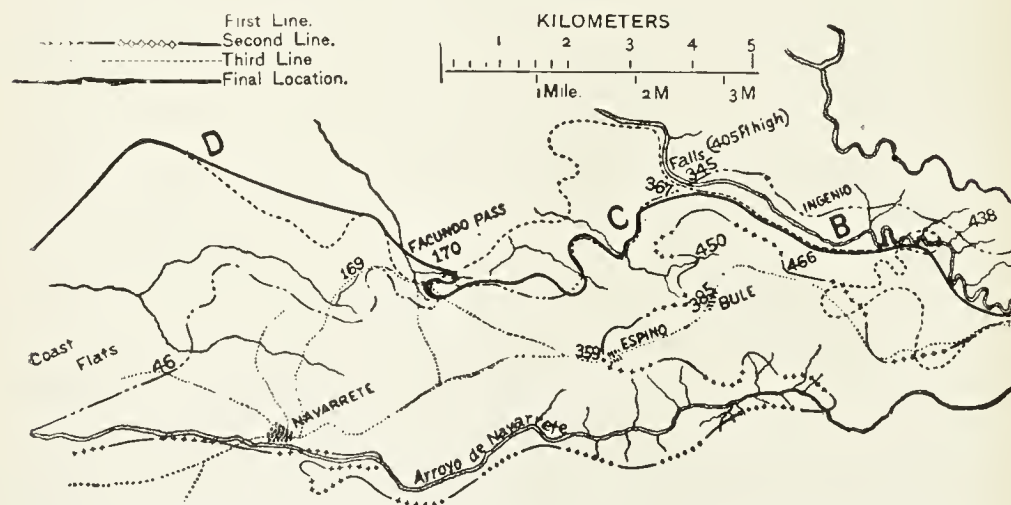 First Line.
Second Line.
Third Line
Final Location.
KILOMETERS
1 2 3 4 5
1 Mile. 2 M 3 M
D
Falls (405 ft high)
345
367
INGENIO
FACUNDO PASS
170
C
B
438
450
466
169
385
BULE
Coast
Flats
46
359
ESPINO
NAVARRETE
Arroyo de Navarrete